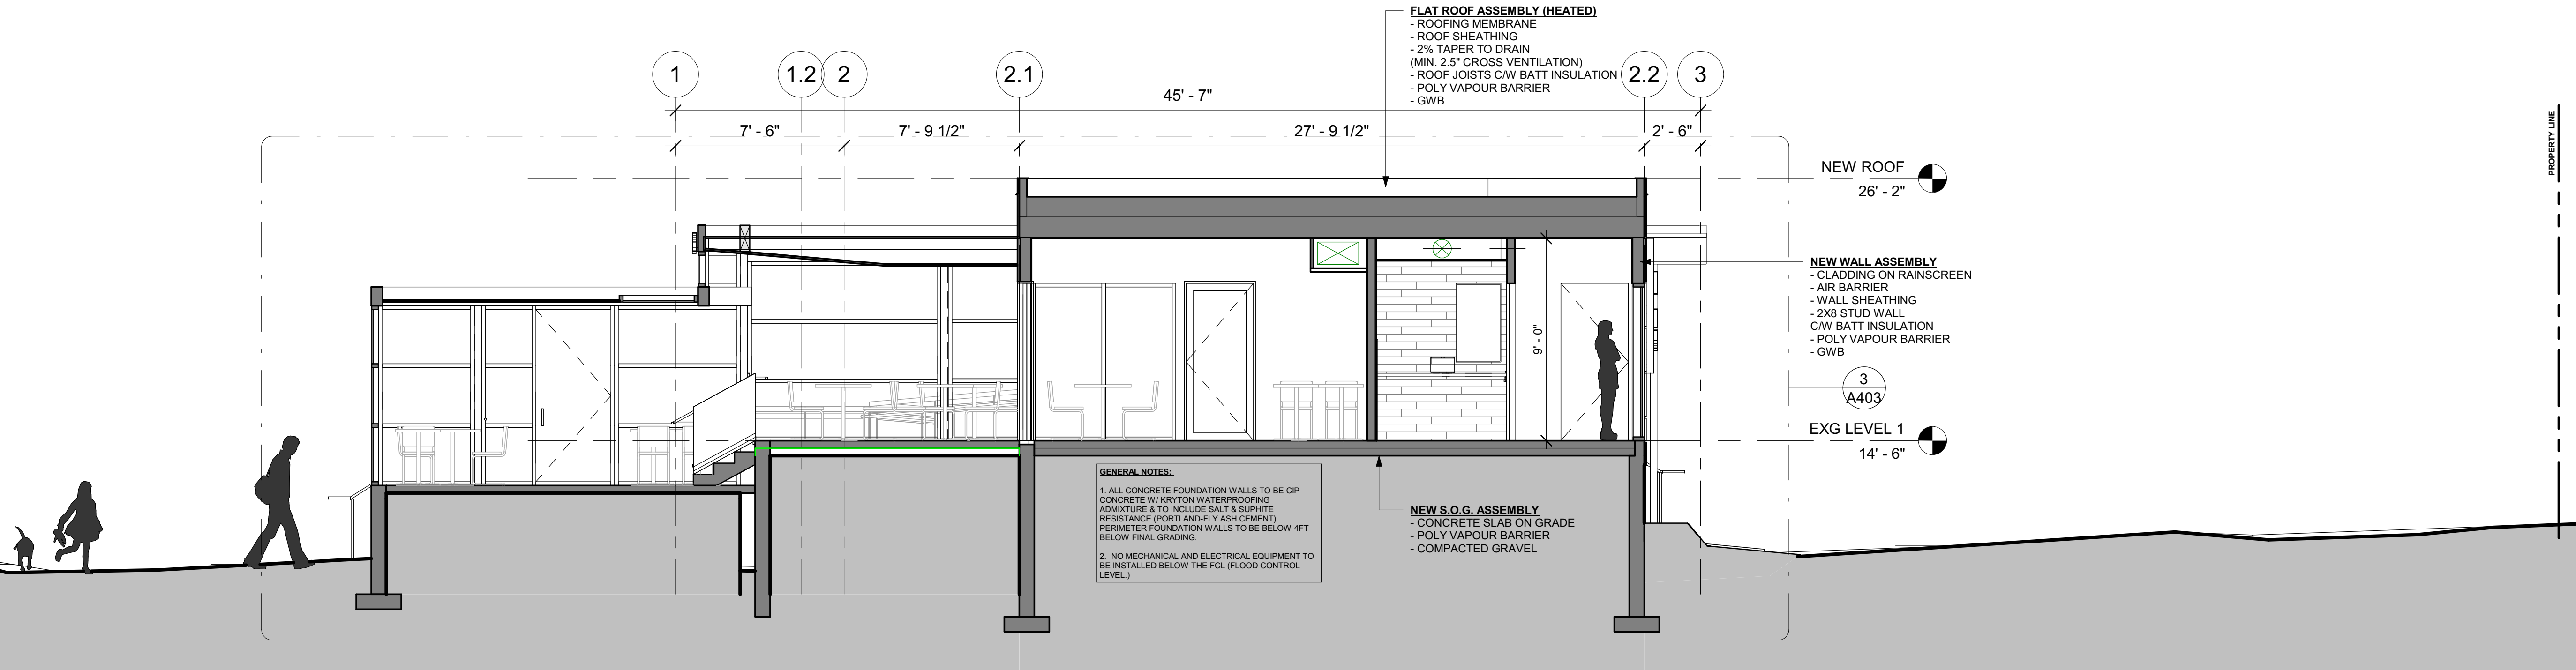 FLAT ROOF ASSEMBLY (HEATED)
- ROOFING MEMBRANE
- ROOF SHEATHING
- 2% TAPER TO DRAIN
(MIN. 2.5" CROSS VENTILATION)
- ROOF JOISTS C/W BATT INSULATION
- POLY VAPOUR BARRIER
- GWB
1
1.2
2
2.1
2.2
3
45' - 7"
7' - 6"
7' - 9 1/2"
27' - 9 1/2"
2' - 6"
PROPERTY LINE
NEW ROOF
26' - 2"
NEW WALL ASSEMBLY
- CLADDING ON RAINSCREEN
- AIR BARRIER
- WALL SHEATHING
- 2X8 STUD WALL
C/W BATT INSULATION
- POLY VAPOUR BARRIER
- GWB
9' - 0"
3
A403
EXG LEVEL 1
14' - 6"
GENERAL NOTES:
1. ALL CONCRETE FOUNDATION WALLS TO BE CIP
CONCRETE W/ KRYTON WATERPROOFING
ADMIXTURE & TO INCLUDE SALT & SUPHITE
RESISTANCE (PORTLAND-FLY ASH CEMENT).
PERIMETER FOUNDATION WALLS TO BE BELOW 4FT
BELOW FINAL GRADING.
2. NO MECHANICAL AND ELECTRICAL EQUIPMENT TO
BE INSTALLED BELOW THE FCL (FLOOD CONTROL
LEVEL.)
NEW S.O.G. ASSEMBLY
- CONCRETE SLAB ON GRADE
- POLY VAPOUR BARRIER
- COMPACTED GRAVEL